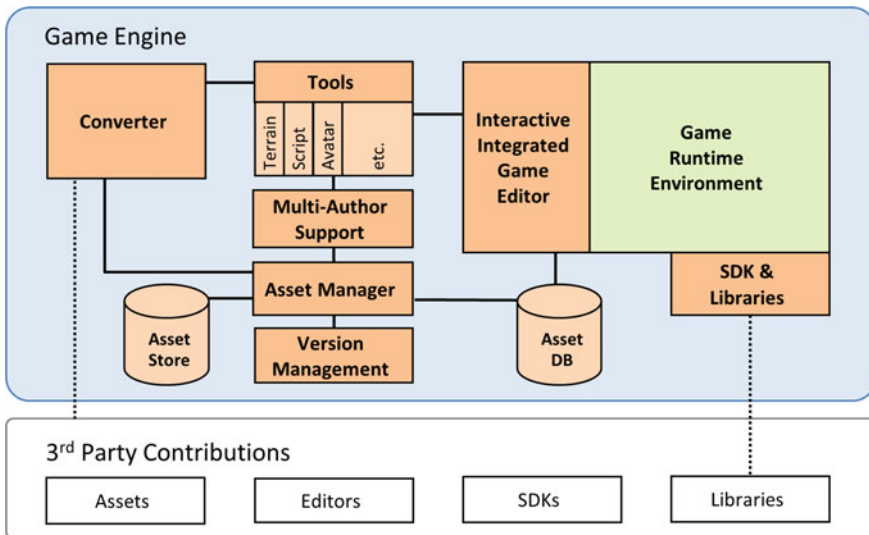 Game Engine
Converter
Tools
Terrain
Script
Avatar
etc.
Interactive
Integrated
Game
Editor
Game
Runtime
Environment
Multi-Author
Support
SDK &
Libraries
Asset Manager
Asset
Store
Version
Management
Asset
DB
3rd Party Contributions
Assets
Editors
SDKs
Libraries